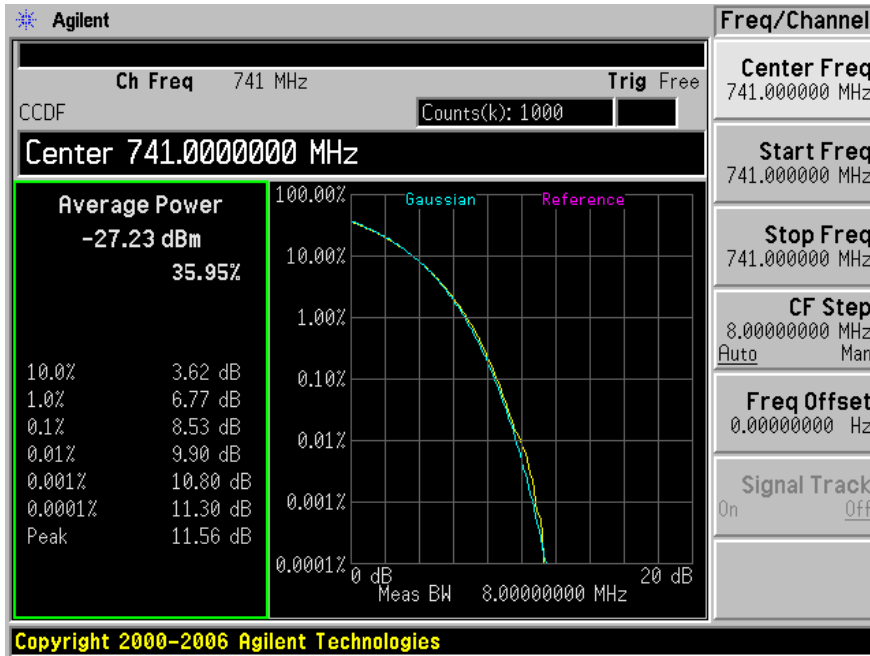 Agilent
Freq/Channel
Ch Freq 741 MHz Trig Free
CCDF Counts(k): 1000
Center 741.0000000 MHz
Average Power
-27.23 dBm
35.95%
10.0% 3.62 dB
1.0% 6.77 dB
0.1% 8.53 dB
0.01% 9.90 dB
0.001% 10.80 dB
0.0001% 11.30 dB
Peak 11.56 dB
Gaussian Reference
100.00%
10.00%
1.00%
0.10%
0.01%
0.001%
0.0001%
0 dB 20 dB
Meas BW 8.00000000 MHz
Center Freq
741.000000 MHz
Start Freq
741.000000 MHz
Stop Freq
741.000000 MHz
CF Step
8.00000000 MHz
Auto Man
Freq Offset
0.00000000 Hz
Signal Track
On Off
Copyright 2000-2006 Agilent Technologies